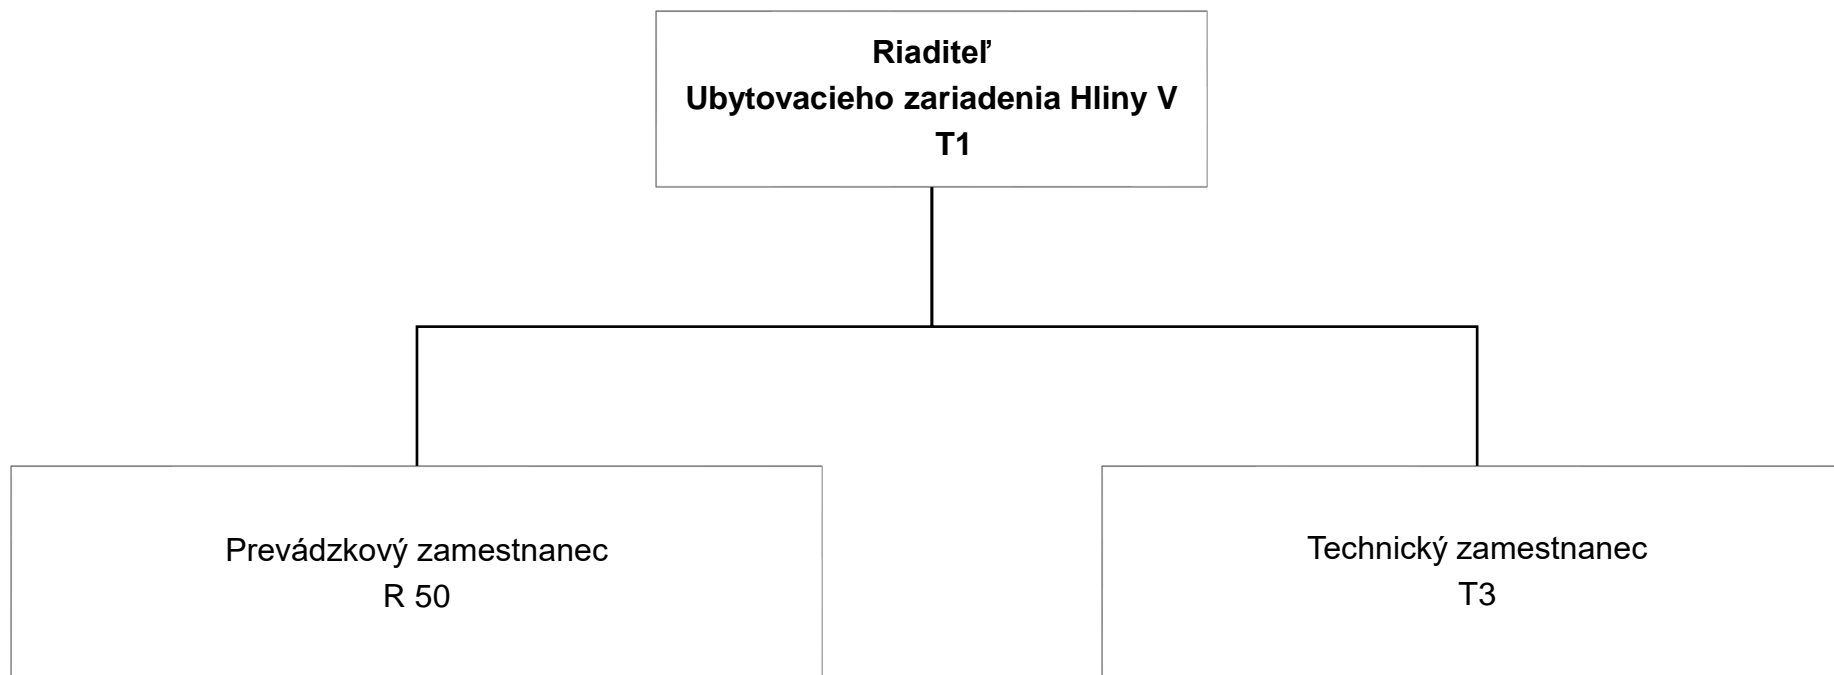 Riaditeľ
Ubytovacieho zariadenia Hliny V
T1
Prevádzkový zamestnanec
R 50
Technický zamestnanec
T3